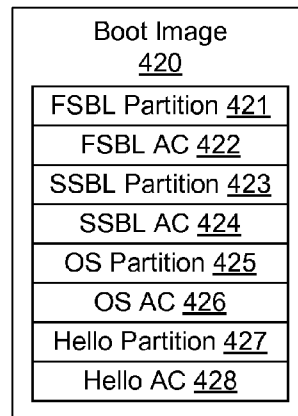 Boot Image
420
FSBL Partition 421
FSBL AC 422
SSBL Partition 423
SSBL AC 424
OS Partition 425
OS AC 426
Hello Partition 427
Hello AC 428